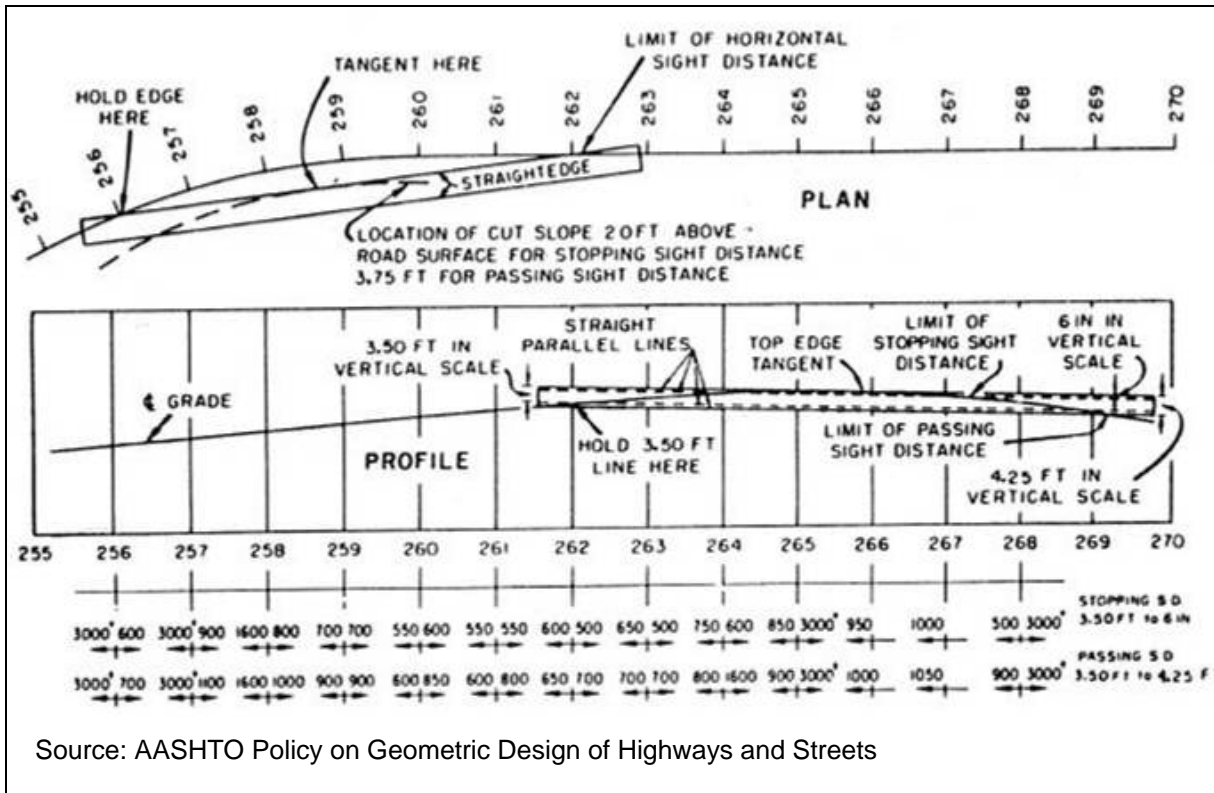 LIMIT OF HORIZONTAL
SIGHT DISTANCE
TANGENT HERE
HOLD EDGE
HERE
255
256
257
258
259
260
261
262
263
264
265
266
267
268
269
270
STRAIGHTEDGE
PLAN
LOCATION OF CUT SLOPE 20FT ABOVE
ROAD SURFACE FOR STOPPING SIGHT DISTANCE
3.75 FT FOR PASSING SIGHT DISTANCE
3.50 FT IN
VERTICAL SCALE
STRAIGHT
PARALLEL LINES
TOP EDGE
TANGENT
LIMIT OF
STOPPING SIGHT
DISTANCE
6 IN IN
VERTICAL
SCALE
℄ GRADE
PROFILE
HOLD 3.50 FT
LINE HERE
LIMIT OF PASSING
SIGHT DISTANCE
4.25 FT IN
VERTICAL SCALE
255 256 257 258 259 260 261 262 263 264 265 266 267 268 269 270
STOPPING S D
3.50 FT to 6 IN
3000+ 600 3000+ 900 1600 800 700 700 550 600 550 550 600 500 650 500 750 600 850 3000+ 950 1000 500 3000+
PASSING S D
3.50 FT to 4.25 F
3000+ 700 3000+ 1100 1600 1000 900 900 600 850 600 800 650 700 700 700 800 1600 900 3000+ 1000 1050 900 3000+
Source: AASHTO Policy on Geometric Design of Highways and Streets